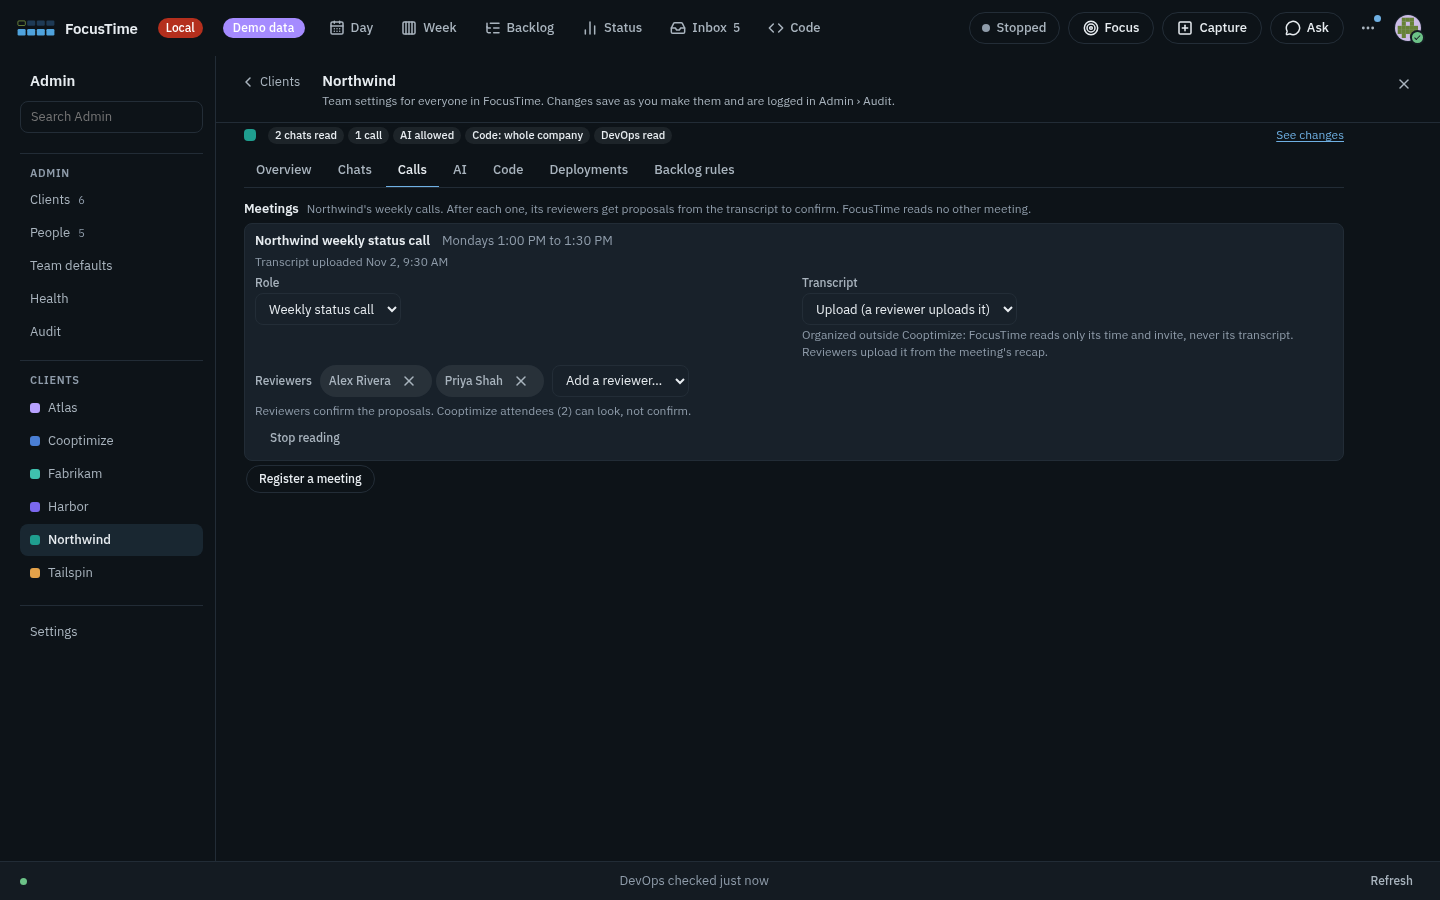 FocusTime
Local
Demo data
Day
Week
Backlog
Status
Inbox 5
Code
Stopped
Focus
Capture
Ask
Admin
Search Admin
ADMIN
Clients 6
People 5
Team defaults
Health
Audit
CLIENTS
Atlas
Cooptimize
Fabrikam
Harbor
Northwind
Tailspin
Settings
Clients
Northwind
Team settings for everyone in FocusTime. Changes save as you make them and are logged in Admin › Audit.
2 chats read
1 call
AI allowed
Code: whole company
DevOps read
See changes
Overview
Chats
Calls
AI
Code
Deployments
Backlog rules
Meetings Northwind's weekly calls. After each one, its reviewers get proposals from the transcript to confirm. FocusTime reads no other meeting.
Northwind weekly status call Mondays 1:00 PM to 1:30 PM
Transcript uploaded Nov 2, 9:30 AM
Role
Weekly status call
Transcript
Upload (a reviewer uploads it)
Organized outside Cooptimize: FocusTime reads only its time and invite, never its transcript.
Reviewers upload it from the meeting's recap.
Reviewers
Alex Rivera
Priya Shah
Add a reviewer...
Reviewers confirm the proposals. Cooptimize attendees (2) can look, not confirm.
Stop reading
Register a meeting
DevOps checked just now
Refresh